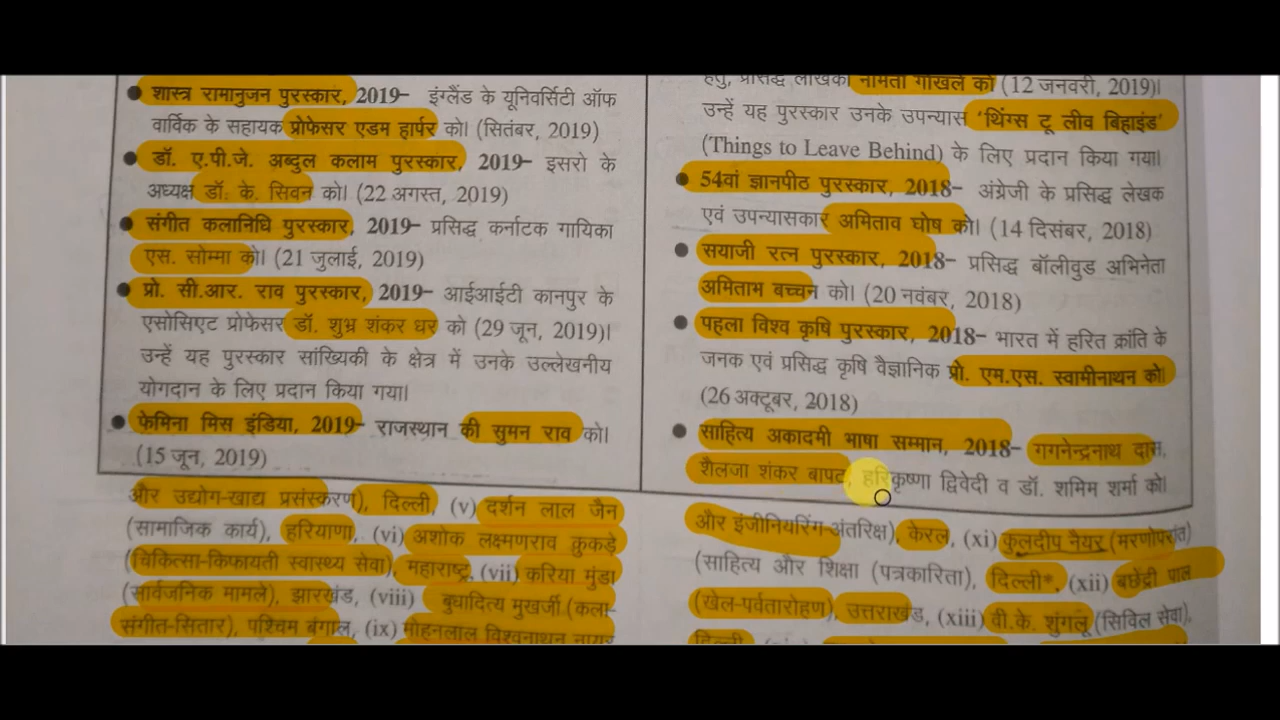 शास्त्र रामानुजन पुरस्कार, 2019– इंग्लैंड के यूनिवर्सिटी ऑफ
वार्विक के सहायक प्रोफेसर एडम हार्पर को। (सितंबर, 2019)
डॉ. ए.पी.जे. अब्दुल कलाम पुरस्कार, 2019– इसरो के
अध्यक्ष डॉ. के. सिवन को। (22 अगस्त, 2019)
संगीत कलानिधि पुरस्कार, 2019– प्रसिद्ध कर्नाटक गायिका
एस. सोम्मा को। (21 जुलाई, 2019)
प्रो. सी.आर. राव पुरस्कार, 2019– आईआईटी कानपुर के
एसोसिएट प्रोफेसर डॉ. शुभ्र शंकर धर को (29 जून, 2019)।
उन्हें यह पुरस्कार सांख्यिकी के क्षेत्र में उनके उल्लेखनीय
योगदान के लिए प्रदान किया गया।
फेमिना मिस इंडिया, 2019– राजस्थान की सुमन राव को।
(15 जून, 2019)
हेतु, प्रसिद्ध लेखिका नमिता गोखले को (12 जनवरी, 2019)।
उन्हें यह पुरस्कार उनके उपन्यास 'थिंग्स टू लीव बिहाइंड'
(Things to Leave Behind) के लिए प्रदान किया गया।
54वां ज्ञानपीठ पुरस्कार, 2018– अंग्रेजी के प्रसिद्ध लेखक
एवं उपन्यासकार अमिताव घोष को। (14 दिसंबर, 2018)
सयाजी रत्न पुरस्कार, 2018– प्रसिद्ध बॉलीवुड अभिनेता
अमिताभ बच्चन को। (20 नवंबर, 2018)
पहला विश्व कृषि पुरस्कार, 2018– भारत में हरित क्रांति के
जनक एवं प्रसिद्ध कृषि वैज्ञानिक प्रो. एम.एस. स्वामीनाथन को।
(26 अक्टूबर, 2018)
साहित्य अकादमी भाषा सम्मान, 2018– गगनेन्द्रनाथ दास,
शैलजा शंकर बापट, हरिकृष्णा द्विवेदी व डॉ. शमिम शर्मा को।
और उद्योग-खाद्य प्रसंस्करण), दिल्ली, (v) दर्शन लाल जैन
(सामाजिक कार्य), हरियाणा, (vi) अशोक लक्ष्मणराव कुकडे
(चिकित्सा-किफायती स्वास्थ्य सेवा), महाराष्ट्र, (vii) करिया मुंडा
(सार्वजनिक मामले), झारखंड, (viii) बुधादित्य मुखर्जी (कला-
संगीत-सितार), पश्चिम बंगाल, (ix) मोहनलाल विश्वनाथन नायर
और इंजीनियरिंग-अंतरिक्ष), केरल, (xi) कुलदीप नैयर (मरणोपरांत)
(साहित्य और शिक्षा (पत्रकारिता), दिल्ली*, (xii) बछेंद्री पाल
(खेल-पर्वतारोहण), उत्तराखंड, (xiii) वी.के. शुंगलू (सिविल सेवा),
दिल्ली